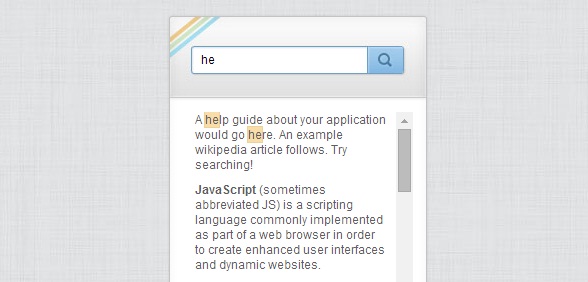 he
A help guide about your application
would go here. An example
wikipedia article follows. Try
searching!
JavaScript (sometimes
abbreviated JS) is a scripting
language commonly implemented
as part of a web browser in order
to create enhanced user interfaces
and dynamic websites.